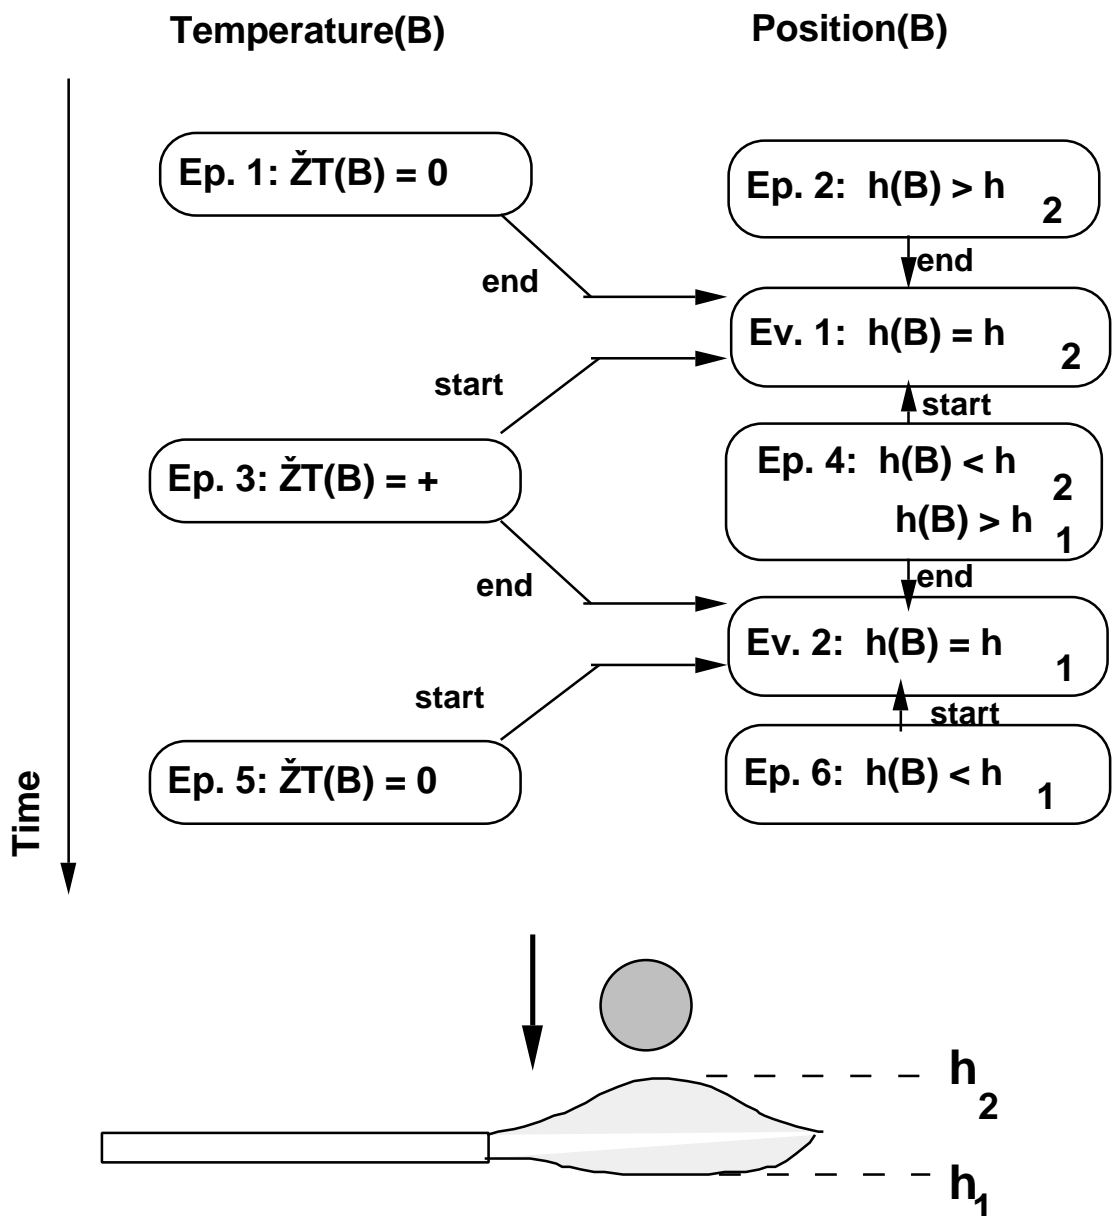 Temperature(B)
Position(B)
Ep. 1: ŽT(B) = 0
Ep. 2: h(B) > h 2
end
end
Ev. 1: h(B) = h 2
start
start
Ep. 3: ŽT(B) = +
Ep. 4: h(B) < h 2
h(B) > h 1
end
end
Ev. 2: h(B) = h 1
start
start
Ep. 5: ŽT(B) = 0
Ep. 6: h(B) < h 1
Time
h 2
h 1